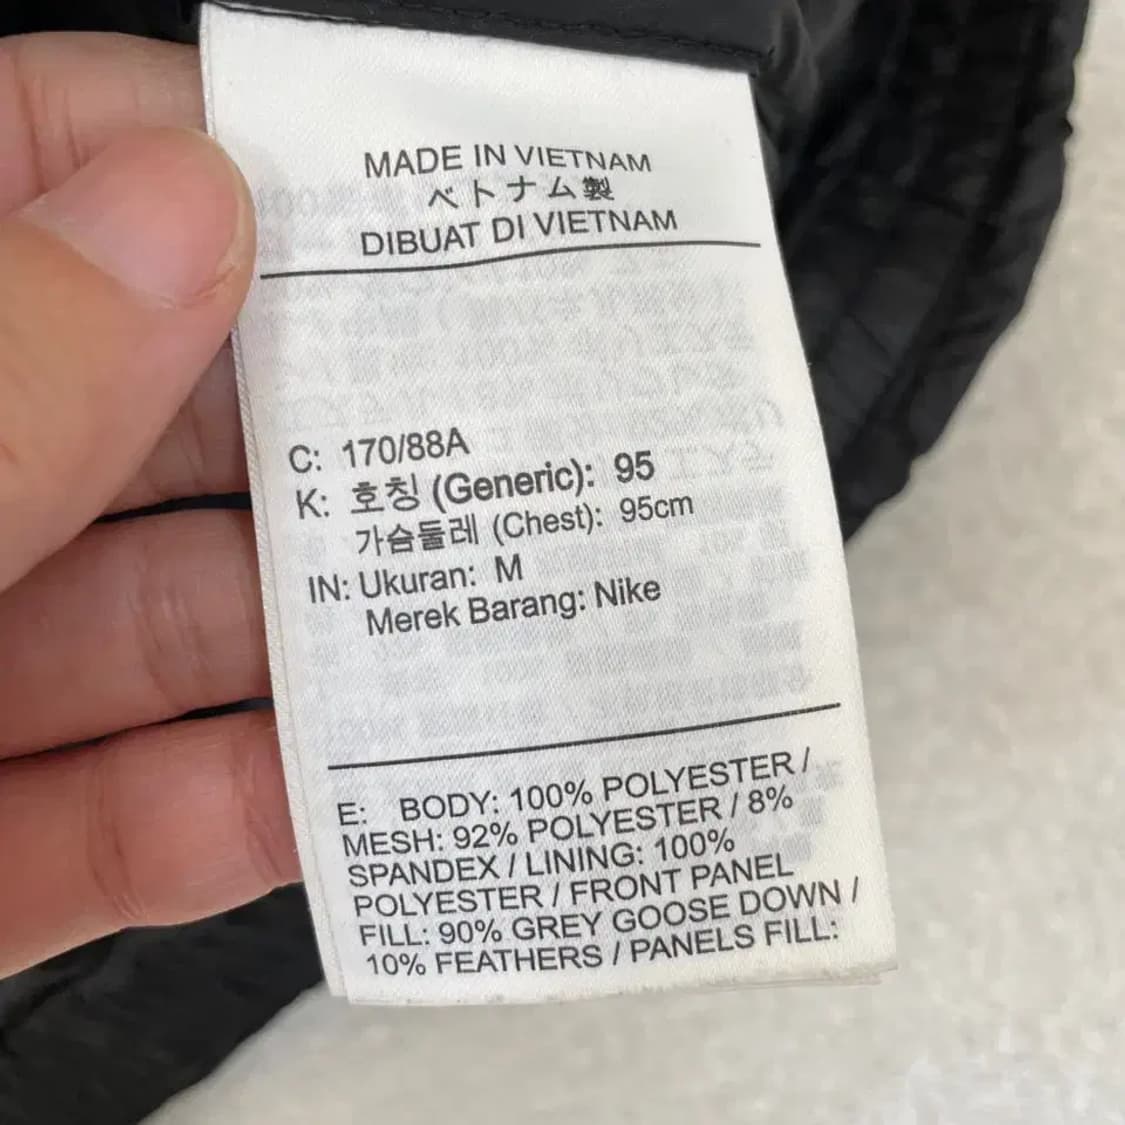 MADE IN VIETNAM
ベトナム製
DIBUAT DI VIETNAM
C: 170/88A
K: 호칭 (Generic): 95
가슴둘레 (Chest): 95cm
IN: Ukuran: M
Merek Barang: Nike
E: BODY: 100% POLYESTER /
MESH: 92% POLYESTER / 8%
SPANDEX / LINING: 100%
POLYESTER / FRONT PANEL
FILL: 90% GREY GOOSE DOWN /
10% FEATHERS / PANELS FILL: